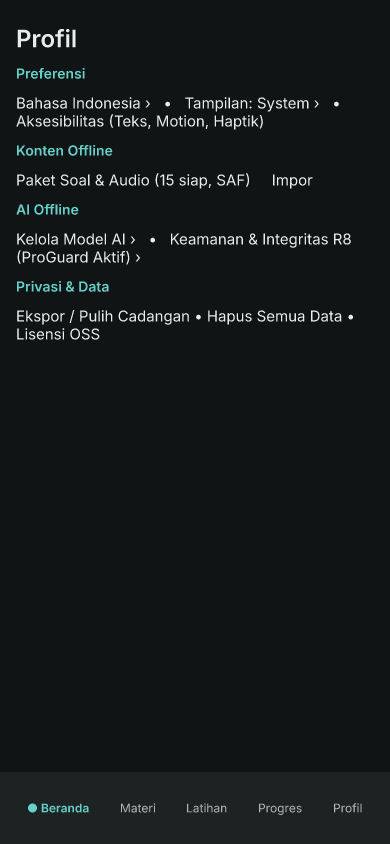 Profil
Preferensi
Bahasa Indonesia › • Tampilan: System › •
Aksesibilitas (Teks, Motion, Haptik)
Konten Offline
Paket Soal & Audio (15 siap, SAF) Impor
AI Offline
Kelola Model AI › • Keamanan & Integritas R8
(ProGuard Aktif) ›
Privasi & Data
Ekspor / Pulih Cadangan • Hapus Semua Data •
Lisensi OSS
Beranda Materi Latihan Progres Profil